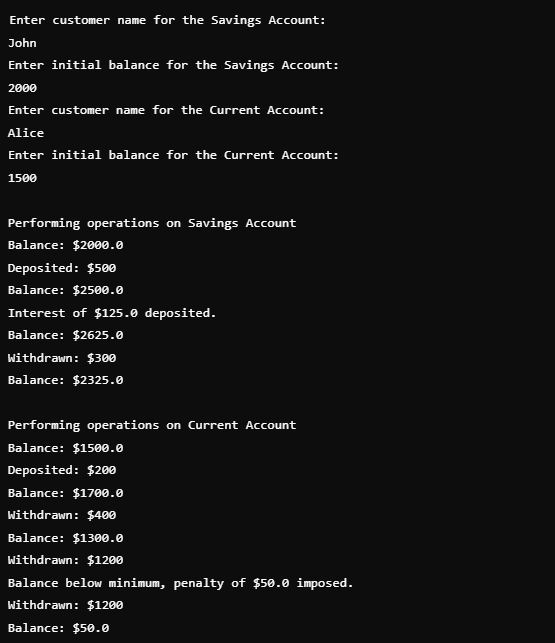 Enter customer name for the Savings Account:
John
Enter initial balance for the Savings Account:
2000
Enter customer name for the Current Account:
Alice
Enter initial balance for the Current Account:
1500
Performing operations on Savings Account
Balance: $2000.0
Deposited: $500
Balance: $2500.0
Interest of $125.0 deposited.
Balance: $2625.0
Withdrawn: $300
Balance: $2325.0
Performing operations on Current Account
Balance: $1500.0
Deposited: $200
Balance: $1700.0
Withdrawn: $400
Balance: $1300.0
Withdrawn: $1200
Balance below minimum, penalty of $50.0 imposed.
Withdrawn: $1200
Balance: $50.0